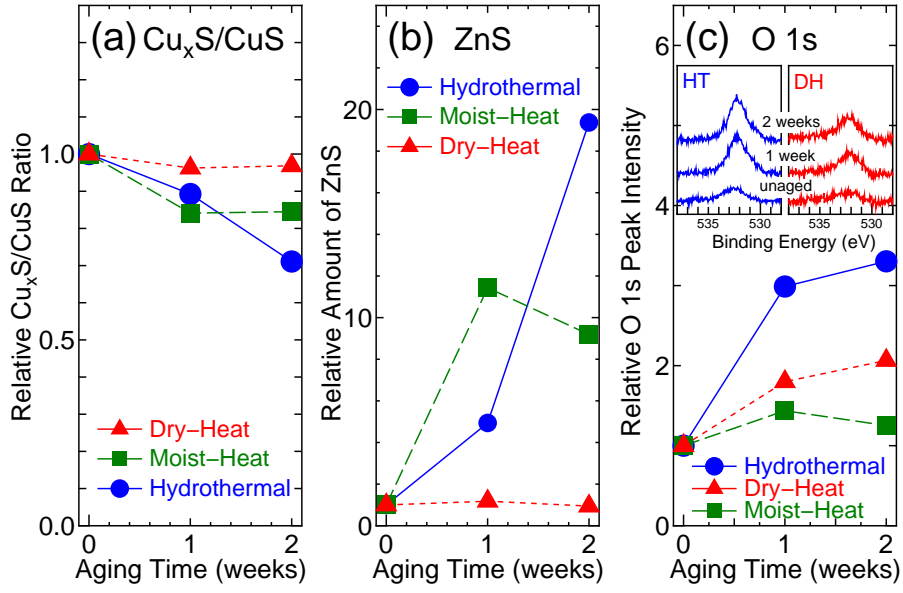 (a) CuₓS/CuS
Relative CuₓS/CuS Ratio
1.0
0.5
0.0
Dry-Heat
Moist-Heat
Hydrothermal
0 1 2
Aging Time (weeks)
(b) ZnS
Relative Amount of ZnS
20
10
0
Hydrothermal
Moist-Heat
Dry-Heat
0 1 2
Aging Time (weeks)
(c) O 1s
Relative O 1s Peak Intensity
6
4
2
0
HT DH
2 weeks
1 week
unaged
535 530 535 530
Binding Energy (eV)
Hydrothermal
Dry-Heat
Moist-Heat
0 1 2
Aging Time (weeks)